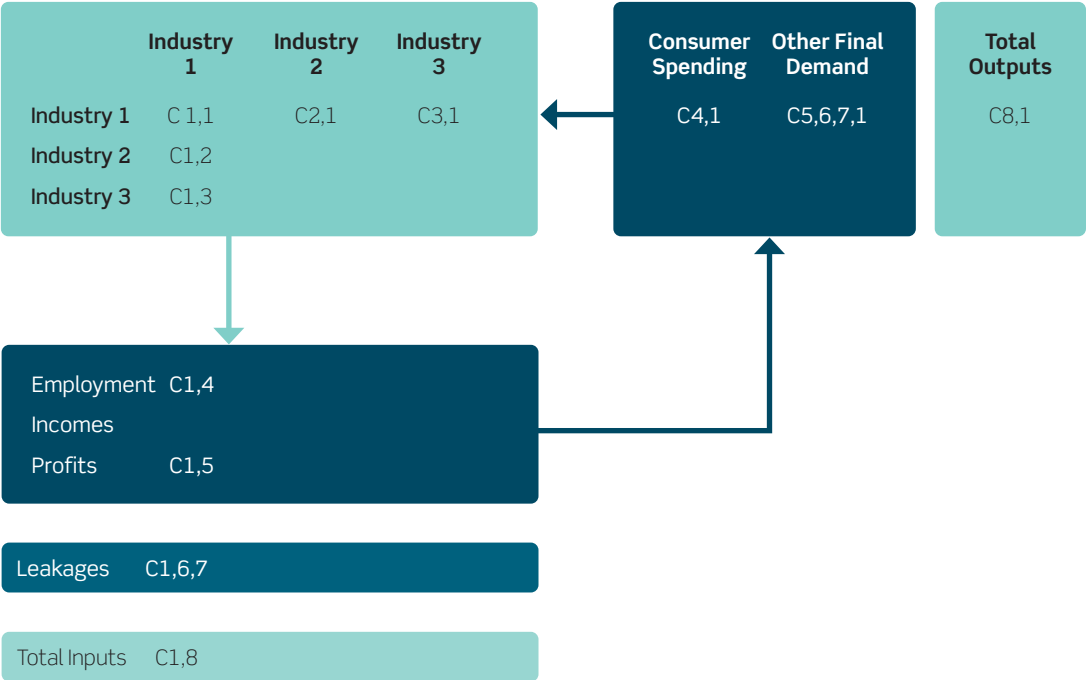 Industry 1 Industry 2 Industry 3 Consumer Spending Other Final Demand Total Outputs
Industry 1 C 1,1 C2,1 C3,1 C4,1 C5,6,7,1 C8,1
Industry 2 C1,2
Industry 3 C1,3
Employment C1,4
Incomes
Profits C1,5
Leakages C1,6,7
Total Inputs C1,8